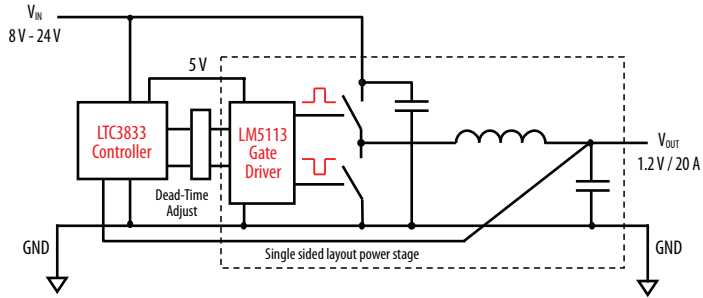 VIN
8 V - 24 V
5 V
LTC3833
Controller
LM5113
Gate
Driver
Dead-Time
Adjust
VOUT
1.2 V / 20 A
GND
Single sided layout power stage
GND